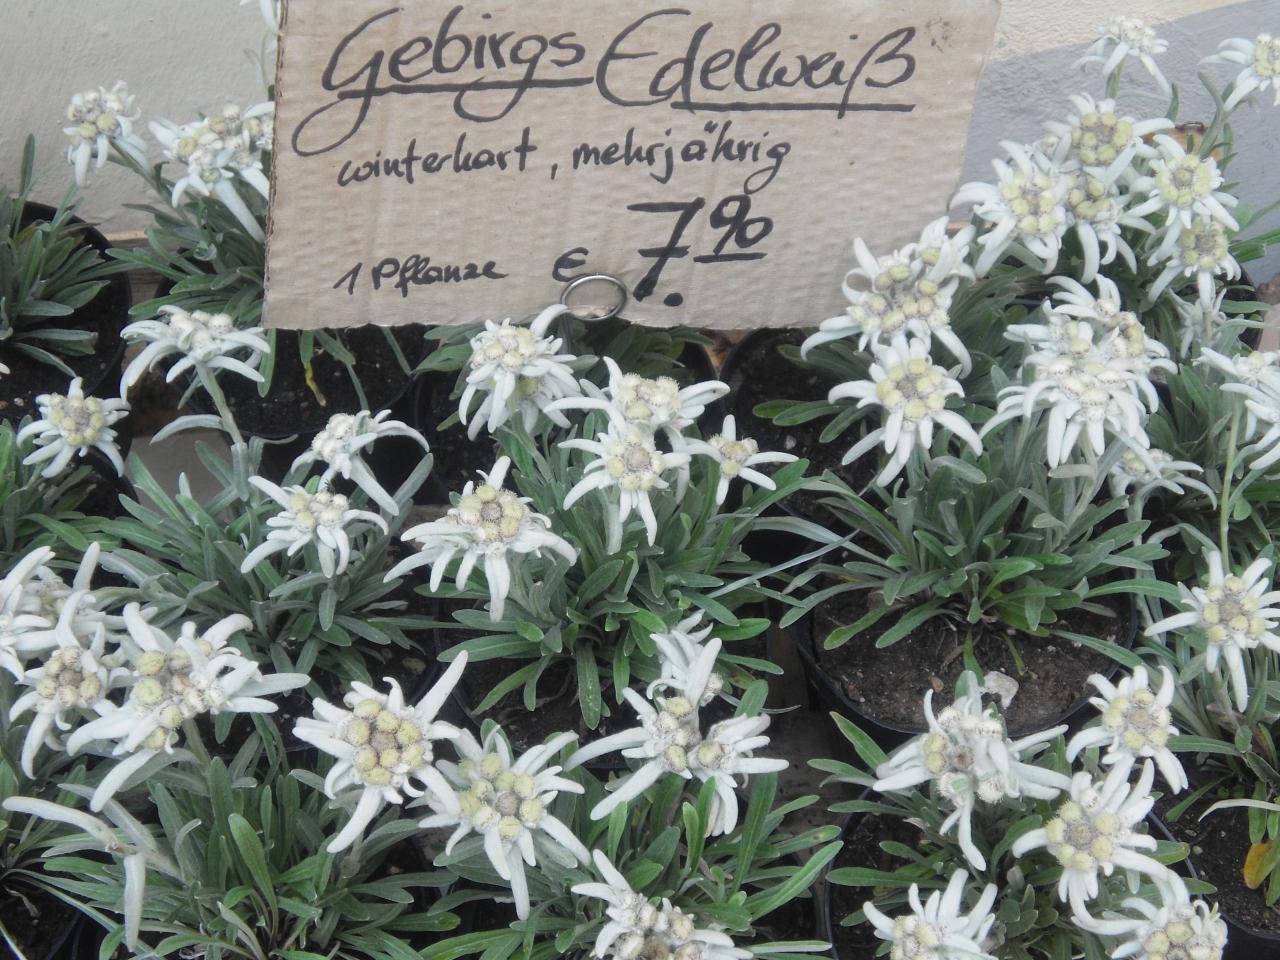 Gebirgs Edelweiß
winterhart, mehrjährig
1 Pflanze € 7.90